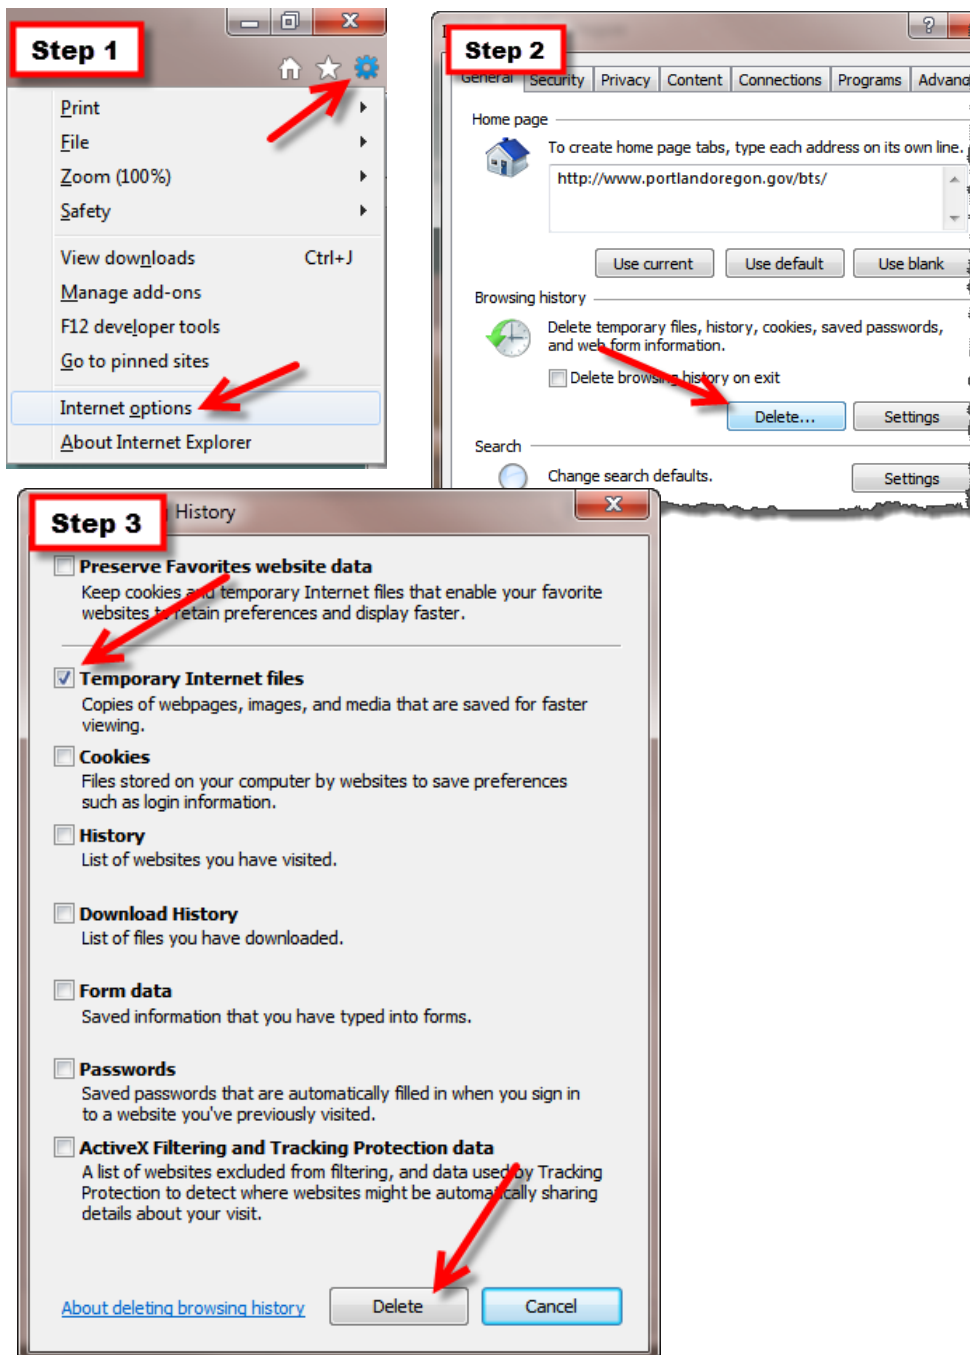 Step 1
Print
File
Zoom (100%)
Safety
View downloads Ctrl+J
Manage add-ons
F12 developer tools
Go to pinned sites
Internet options
About Internet Explorer
Step 2
General Security Privacy Content Connections Programs
Home page
To create home page tabs, type each address on its own line.
http://www.portlandoregon.gov/bts/
Use current Use default Use blank
Browsing history
Delete temporary files, history, cookies, saved passwords,
and web form information.
Delete browsing history on exit
Delete... Settings
Search
Change search defaults. Settings
Step 3
History
Preserve Favorites website data
Keep cookies and temporary Internet files that enable your favorite
websites to retain preferences and display faster.
Temporary Internet files
Copies of webpages, images, and media that are saved for faster
viewing.
Cookies
Files stored on your computer by websites to save preferences
such as login information.
History
List of websites you have visited.
Download History
List of files you have downloaded.
Form data
Saved information that you have typed into forms.
Passwords
Saved passwords that are automatically filled in when you sign in
to a website you've previously visited.
ActiveX Filtering and Tracking Protection data
A list of websites excluded from filtering, and data used by Tracking
Protection to detect where websites might be automatically sharing
details about your visit.
About deleting browsing history Delete Cancel